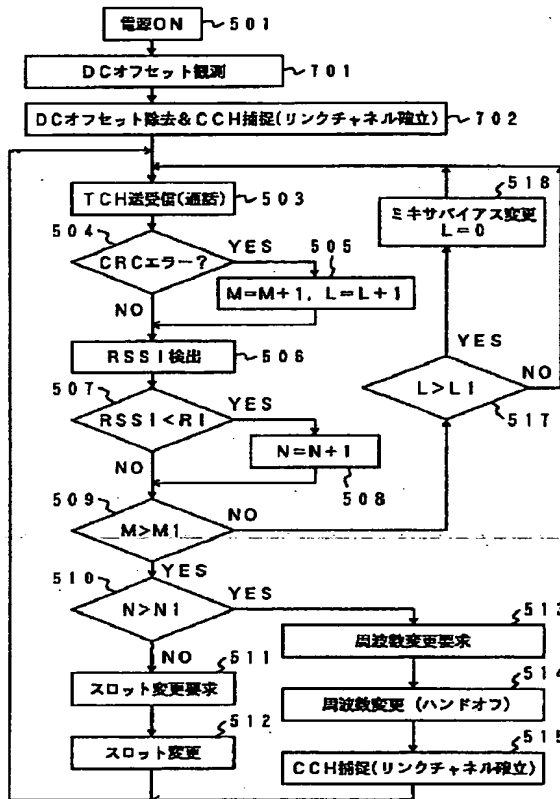 電源ON 501
DCオフセット観測 701
DCオフセット除去&CCH捕捉(リンクチャネル確立) 702
518
TCH送受信(通話) 503
ミキサバイアス変更
L=0
504
CRCエラー?
YES
505
M=M+1, L=L+1
NO
RSSI検出 506
YES
NO
507
RSSI<R1
YES
L>L1
517
N=N+1
NO
508
509
M>M1
NO
YES
510
N>N1
YES
513
周波数変更要求
NO
511
スロット変更要求
514
周波数変更(ハンドオフ)
512
スロット変更
515
CCH捕捉(リンクチャネル確立)